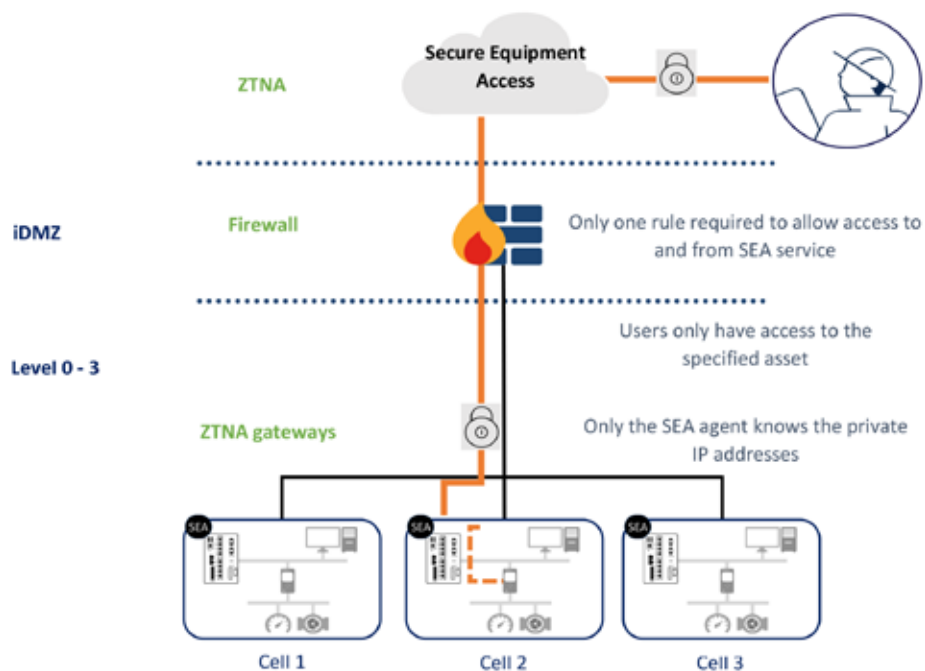 Secure Equipment
Access
ZTNA
iDMZ
Firewall
Only one rule required to allow access to
and from SEA service
Users only have access to the
specified asset
Level 0 - 3
ZTNA gateways
Only the SEA agent knows the private
IP addresses
SEA
SEA
SEA
Cell 1
Cell 2
Cell 3